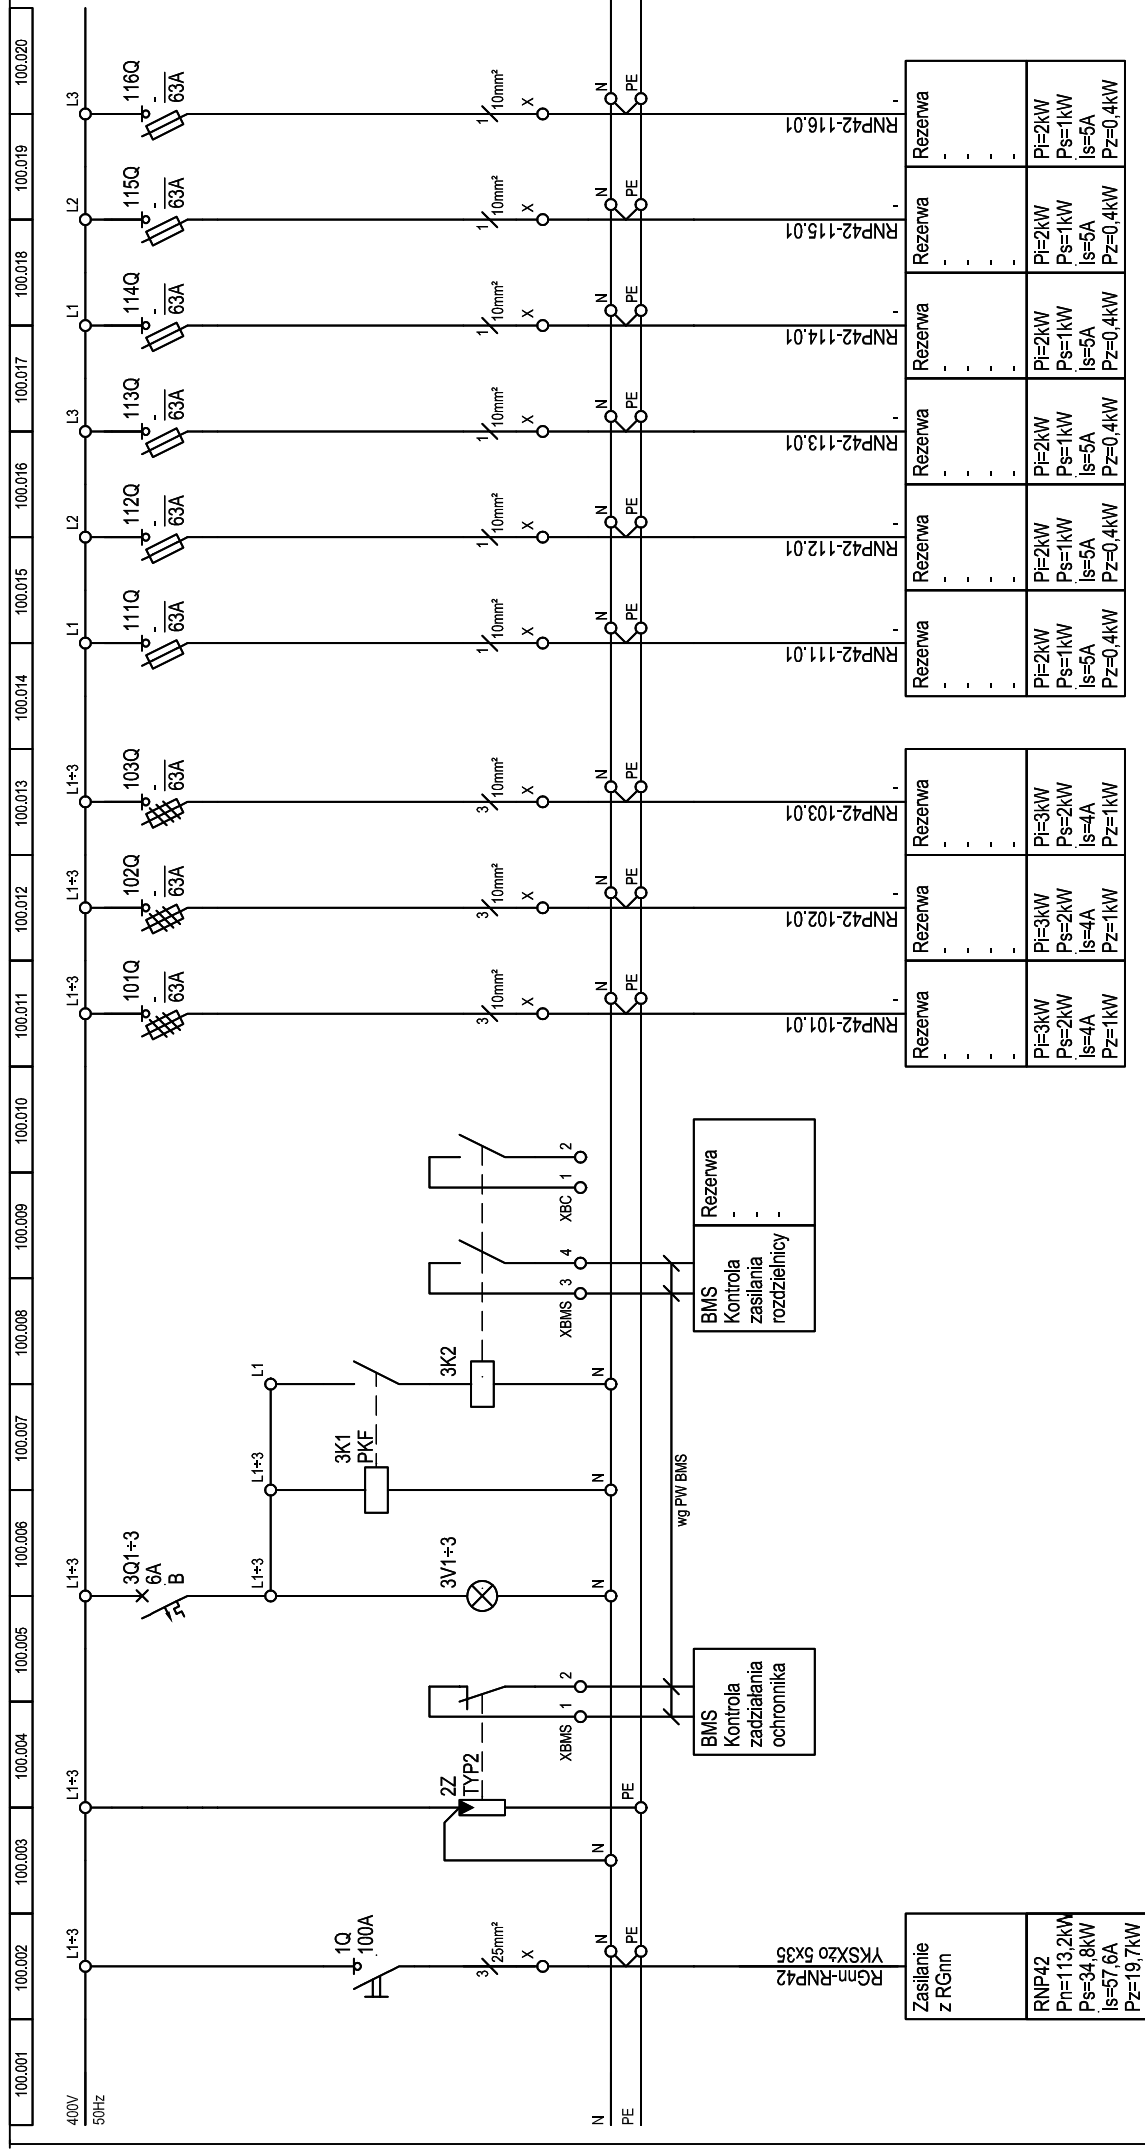 100.001
100.002
100.003
100.004
100.005
100.006
100.007
100.008
100.009
100.010
100.011
100.012
100.013
100.014
100.015
100.016
100.017
100.018
100.019
100.020
400V
50Hz
L1÷3
L1÷3
L1÷3
L1÷3
L1÷3
L1÷3
L1
L2
L3
L1
L2
L3
1Q
100A
3
25mm²
X
N
PE
RGnn-RNP42
YKSXżo 5x35
Zasilanie
z RGnn
RNP42
Pn=113,2kW
Ps=34,8kW
Is=57,6A
Pz=19,7kW
2Z
TYP2
N
PE
XBMS
1
2
BMS
Kontrola
zadziałania
ochronnika
3Q1÷3
6A
B
L1÷3
L1÷3
L1
3V1÷3
N
3K1
PKF
N
3K2
N
wg PW BMS
XBMS
3
4
BMS
Kontrola
zasilania
rozdzielnicy
XBC
1
2
Rezerwa
- - -
101Q
-
63A
3
10mm²
X
N
PE
RNP42-101.01
-
Rezerwa
- - - -
Pi=3kW
Ps=2kW
Is=4A
Pz=1kW
102Q
-
63A
3
10mm²
X
N
PE
RNP42-102.01
-
Rezerwa
- - - -
Pi=3kW
Ps=2kW
Is=4A
Pz=1kW
103Q
-
63A
3
10mm²
X
N
PE
RNP42-103.01
-
Rezerwa
- - - -
Pi=3kW
Ps=2kW
Is=4A
Pz=1kW
111Q
-
63A
1
10mm²
X
N
PE
RNP42-111.01
-
Rezerwa
- - - -
Pi=2kW
Ps=1kW
Is=5A
Pz=0,4kW
112Q
-
63A
1
10mm²
X
N
PE
RNP42-112.01
-
Rezerwa
- - - -
Pi=2kW
Ps=1kW
Is=5A
Pz=0,4kW
113Q
-
63A
1
10mm²
X
N
PE
RNP42-113.01
-
Rezerwa
- - - -
Pi=2kW
Ps=1kW
Is=5A
Pz=0,4kW
114Q
-
63A
1
10mm²
X
N
PE
RNP42-114.01
-
Rezerwa
- - - -
Pi=2kW
Ps=1kW
Is=5A
Pz=0,4kW
115Q
-
63A
1
10mm²
X
N
PE
RNP42-115.01
-
Rezerwa
- - - -
Pi=2kW
Ps=1kW
Is=5A
Pz=0,4kW
116Q
-
63A
1
10mm²
X
N
PE
RNP42-116.01
-
Rezerwa
- - - -
Pi=2kW
Ps=1kW
Is=5A
Pz=0,4kW
N
PE